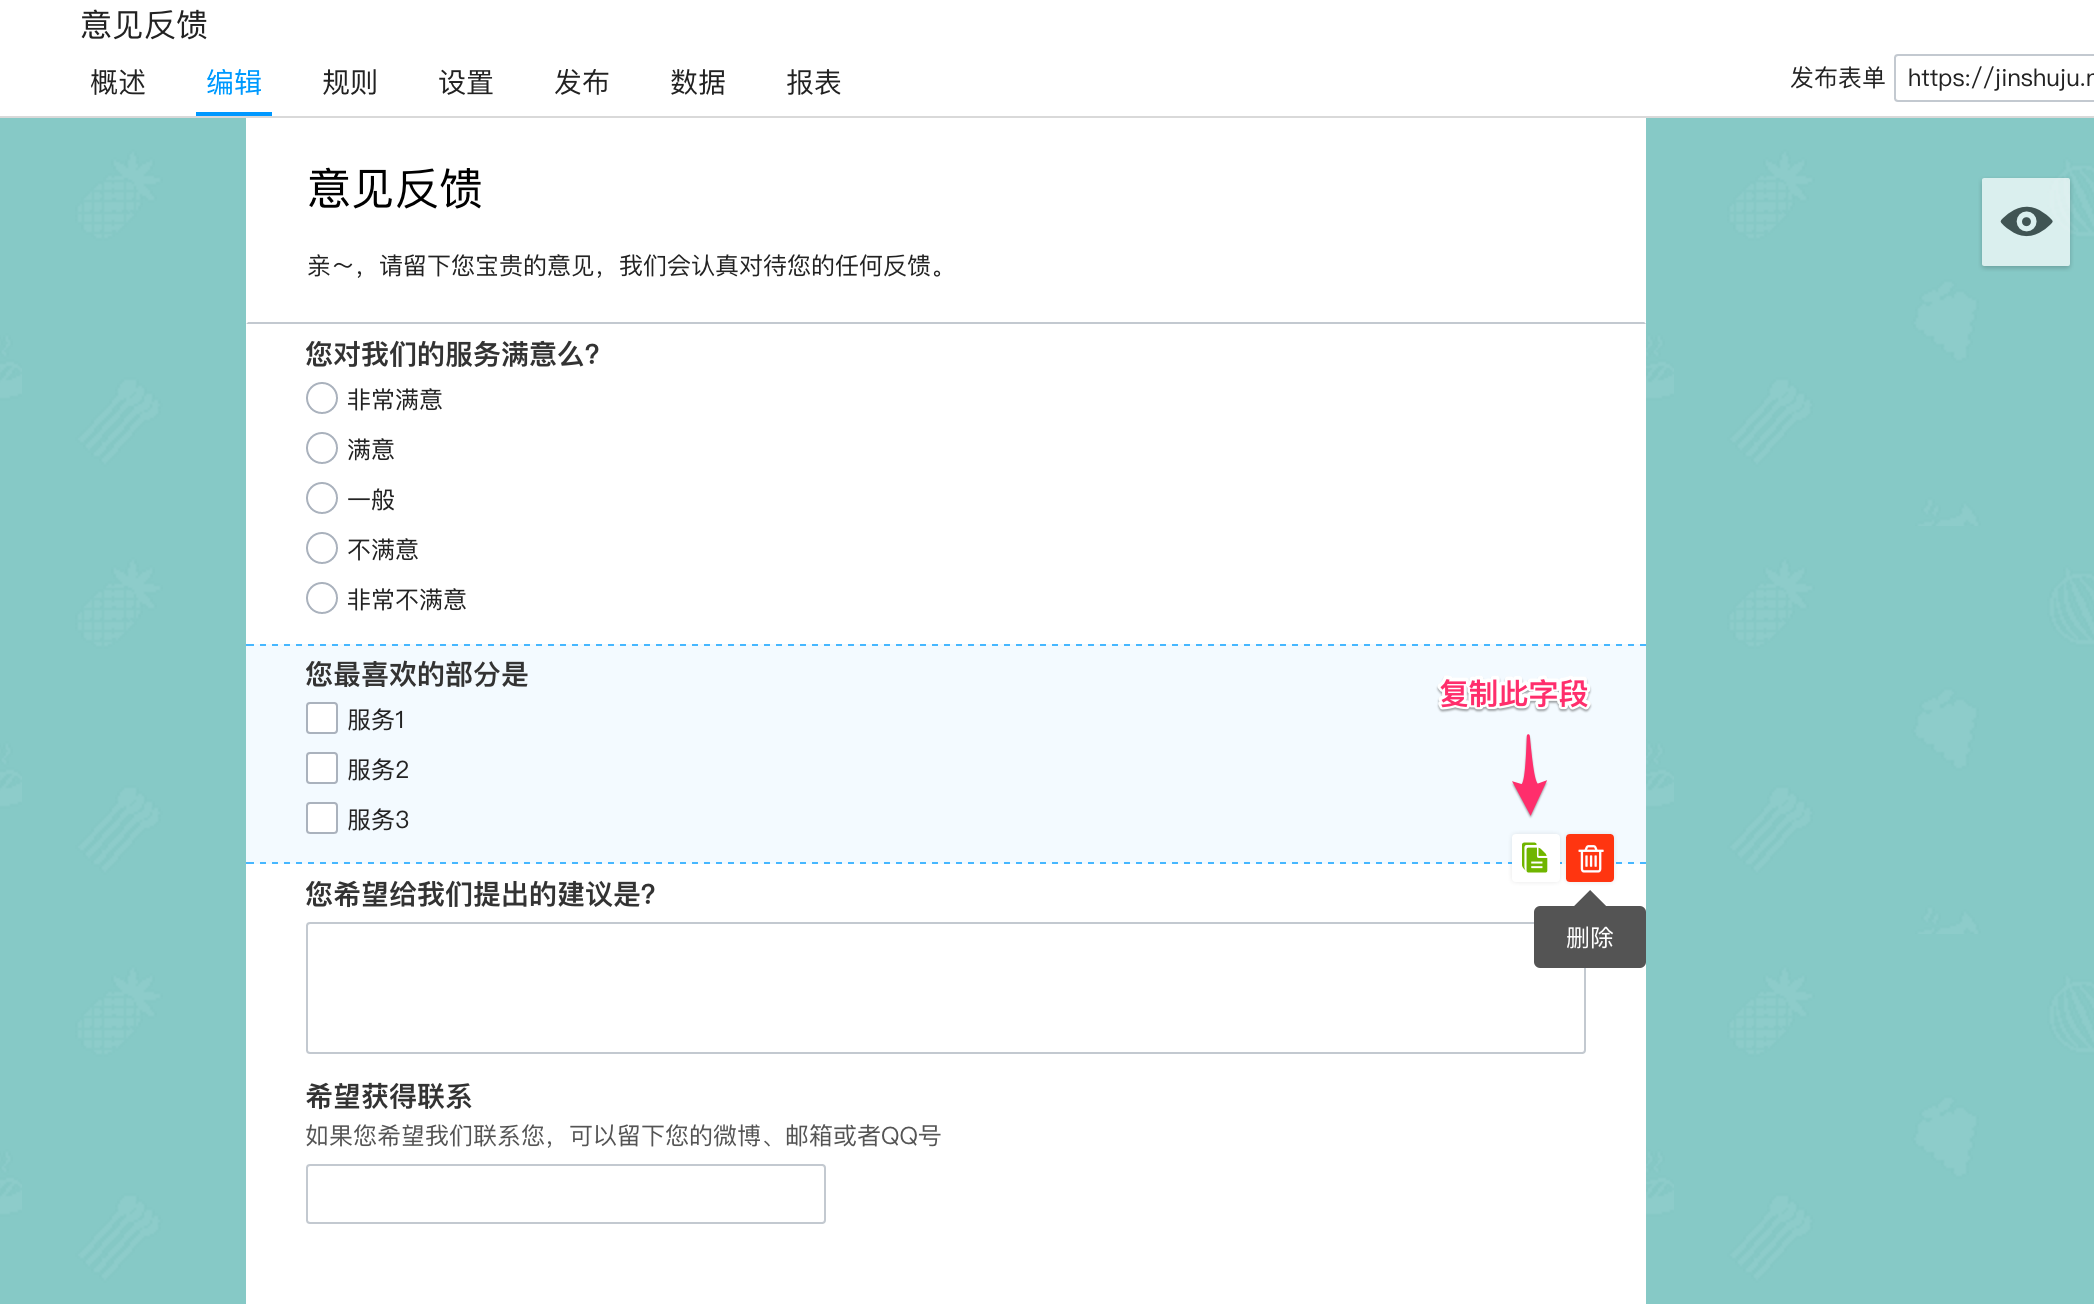 意见反馈
概述 编辑 规则 设置 发布 数据 报表 发布表单 https://jinshuju.n
意见反馈
亲～，请留下您宝贵的意见，我们会认真对待您的任何反馈。
您对我们的服务满意么?
非常满意
满意
一般
不满意
非常不满意
您最喜欢的部分是
复制此字段
服务1
服务2
服务3
您希望给我们提出的建议是?
删除
希望获得联系
如果您希望我们联系您，可以留下您的微博、邮箱或者QQ号